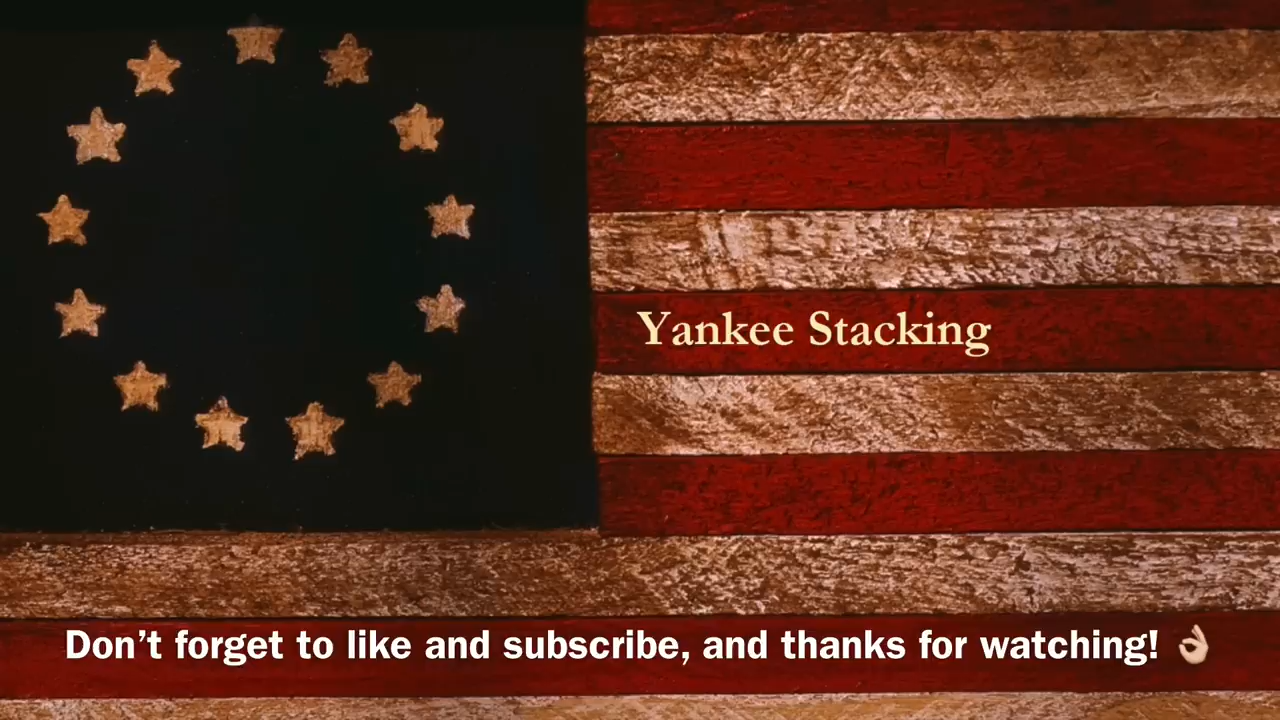 Yankee Stacking
Don’t forget to like and subscribe, and thanks for watching! 👌🏻